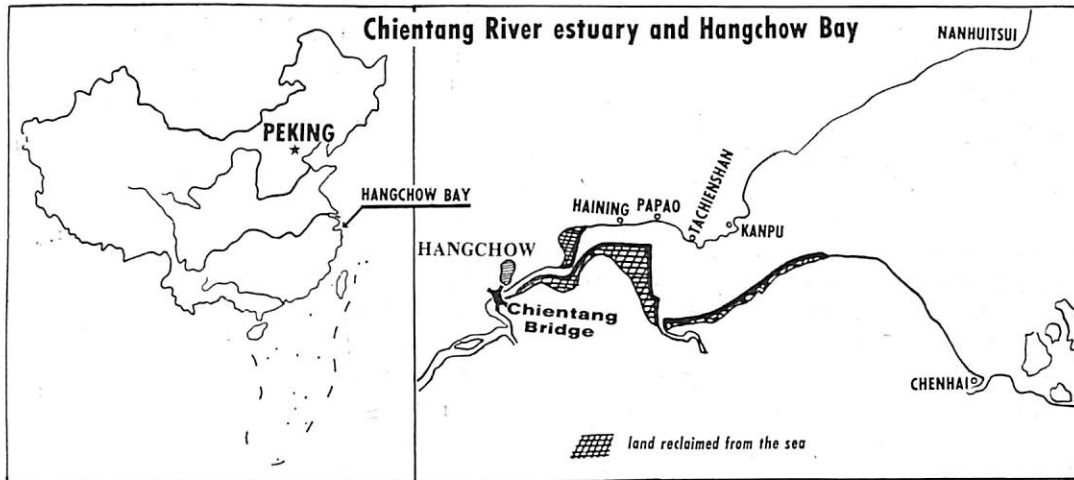 Chientang River estuary and Hangchow Bay
NANHUITSUI
PEKING
HANGCHOW BAY
HAINING
PAPAO
TACHIENSHAN
KANPU
HANGCHOW
Chientang
Bridge
CHENHAI
land reclaimed from the sea